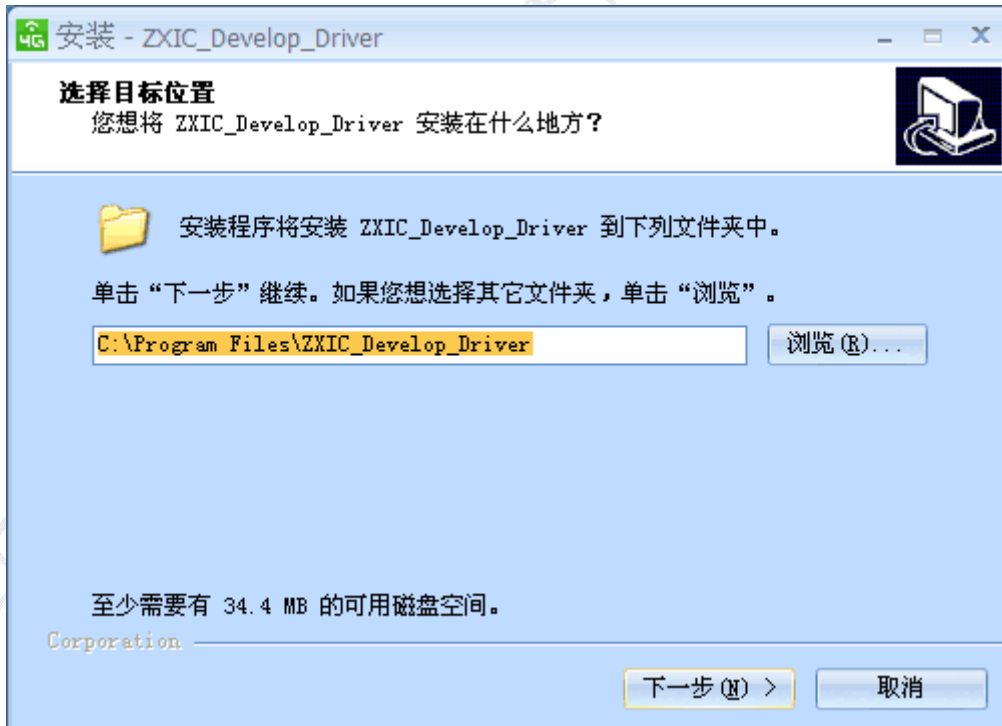 4G 安装 - ZXIC_Develop_Driver
选择目标位置
您想将 ZXIC_Develop_Driver 安装在什么地方?
安装程序将安装 ZXIC_Develop_Driver 到下列文件夹中。
单击“下一步”继续。如果您想选择其它文件夹,单击“浏览”。
C:\Program Files\ZXIC_Develop_Driver 浏览(R)...
至少需要有 34.4 MB 的可用磁盘空间。
Corporation
下一步(N) > 取消